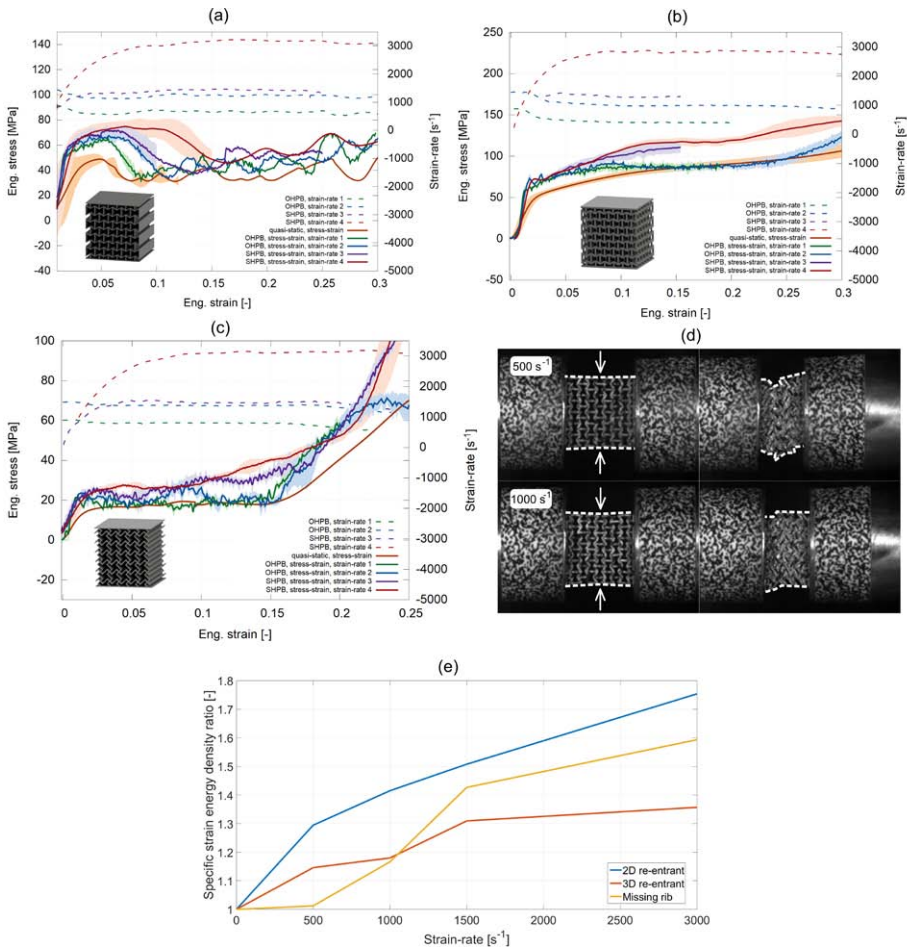 (a)
140
120
100
80
60
40
20
0
-20
-40
Eng. stress [MPa]
3000
2000
1000
0
-1000
-2000
-3000
-4000
-5000
Strain-rate [s⁻¹]
OHPB, strain-rate 1
OHPB, strain-rate 2
SHPB, strain-rate 3
SHPB, strain-rate 4
quasi-static, stress-strain
OHPB, stress-strain, strain-rate 1
OHPB, stress-strain, strain-rate 2
SHPB, stress-strain, strain-rate 3
SHPB, stress-strain, strain-rate 4
0.05
0.1
0.15
0.2
0.25
0.3
Eng. strain [-]
(b)
250
200
150
100
50
0
-50
Eng. stress [MPa]
3000
2000
1000
0
-1000
-2000
-3000
-4000
-5000
Strain-rate [s⁻¹]
OHPB, strain-rate 1
OHPB, strain-rate 2
SHPB, strain-rate 3
SHPB, strain-rate 4
quasi-static, stress-strain
OHPB, stress-strain, strain-rate 1
OHPB, stress-strain, strain-rate 2
SHPB, stress-strain, strain-rate 3
SHPB, stress-strain, strain-rate 4
0
0.05
0.1
0.15
0.2
0.25
0.3
Eng. strain [-]
(c)
100
80
60
40
20
0
-20
Eng. stress [MPa]
3000
2000
1000
0
-1000
-2000
-3000
-4000
-5000
Strain-rate [s⁻¹]
OHPB, strain-rate 1
OHPB, strain-rate 2
SHPB, strain-rate 3
SHPB, strain-rate 4
quasi-static, stress-strain
OHPB, stress-strain, strain-rate 1
OHPB, stress-strain, strain-rate 2
SHPB, stress-strain, strain-rate 3
SHPB, stress-strain, strain-rate 4
0
0.05
0.1
0.15
0.2
0.25
Eng. strain [-]
(d)
500 s⁻¹
1000 s⁻¹
(e)
1.8
1.7
1.6
1.5
1.4
1.3
1.2
1.1
1
Specific strain energy density ratio [-]
2D re-entrant
3D re-entrant
Missing rib
0
500
1000
1500
2000
2500
3000
Strain-rate [s⁻¹]